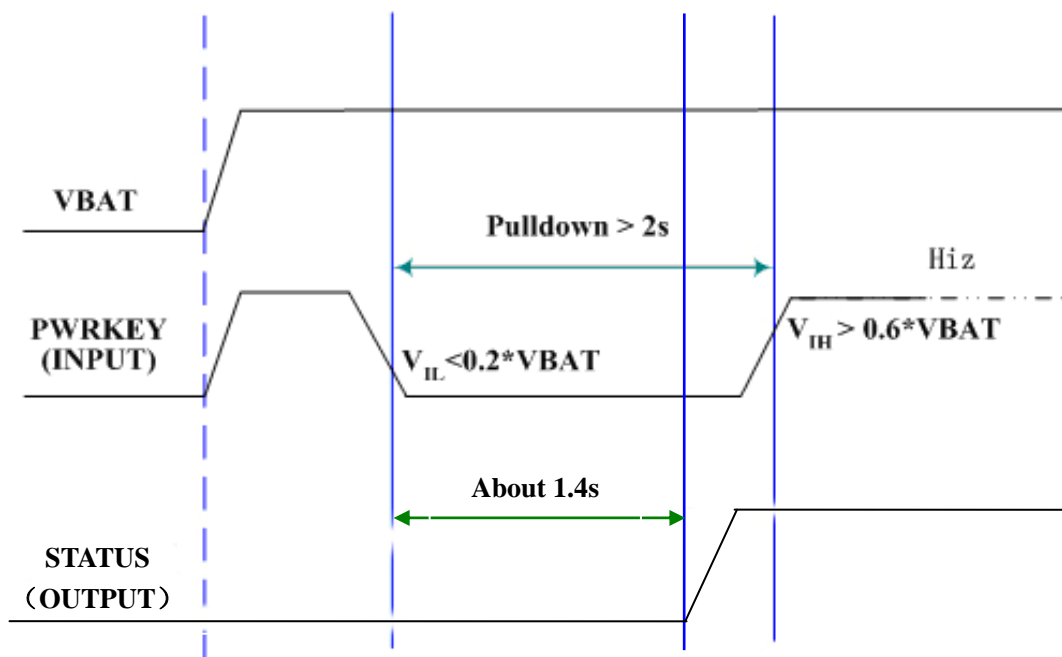 VBAT
Pulldown > 2s
Hiz
PWRKEY
(INPUT)
V_IL<0.2*VBAT
V_IH> 0.6*VBAT
About 1.4s
STATUS
（OUTPUT）